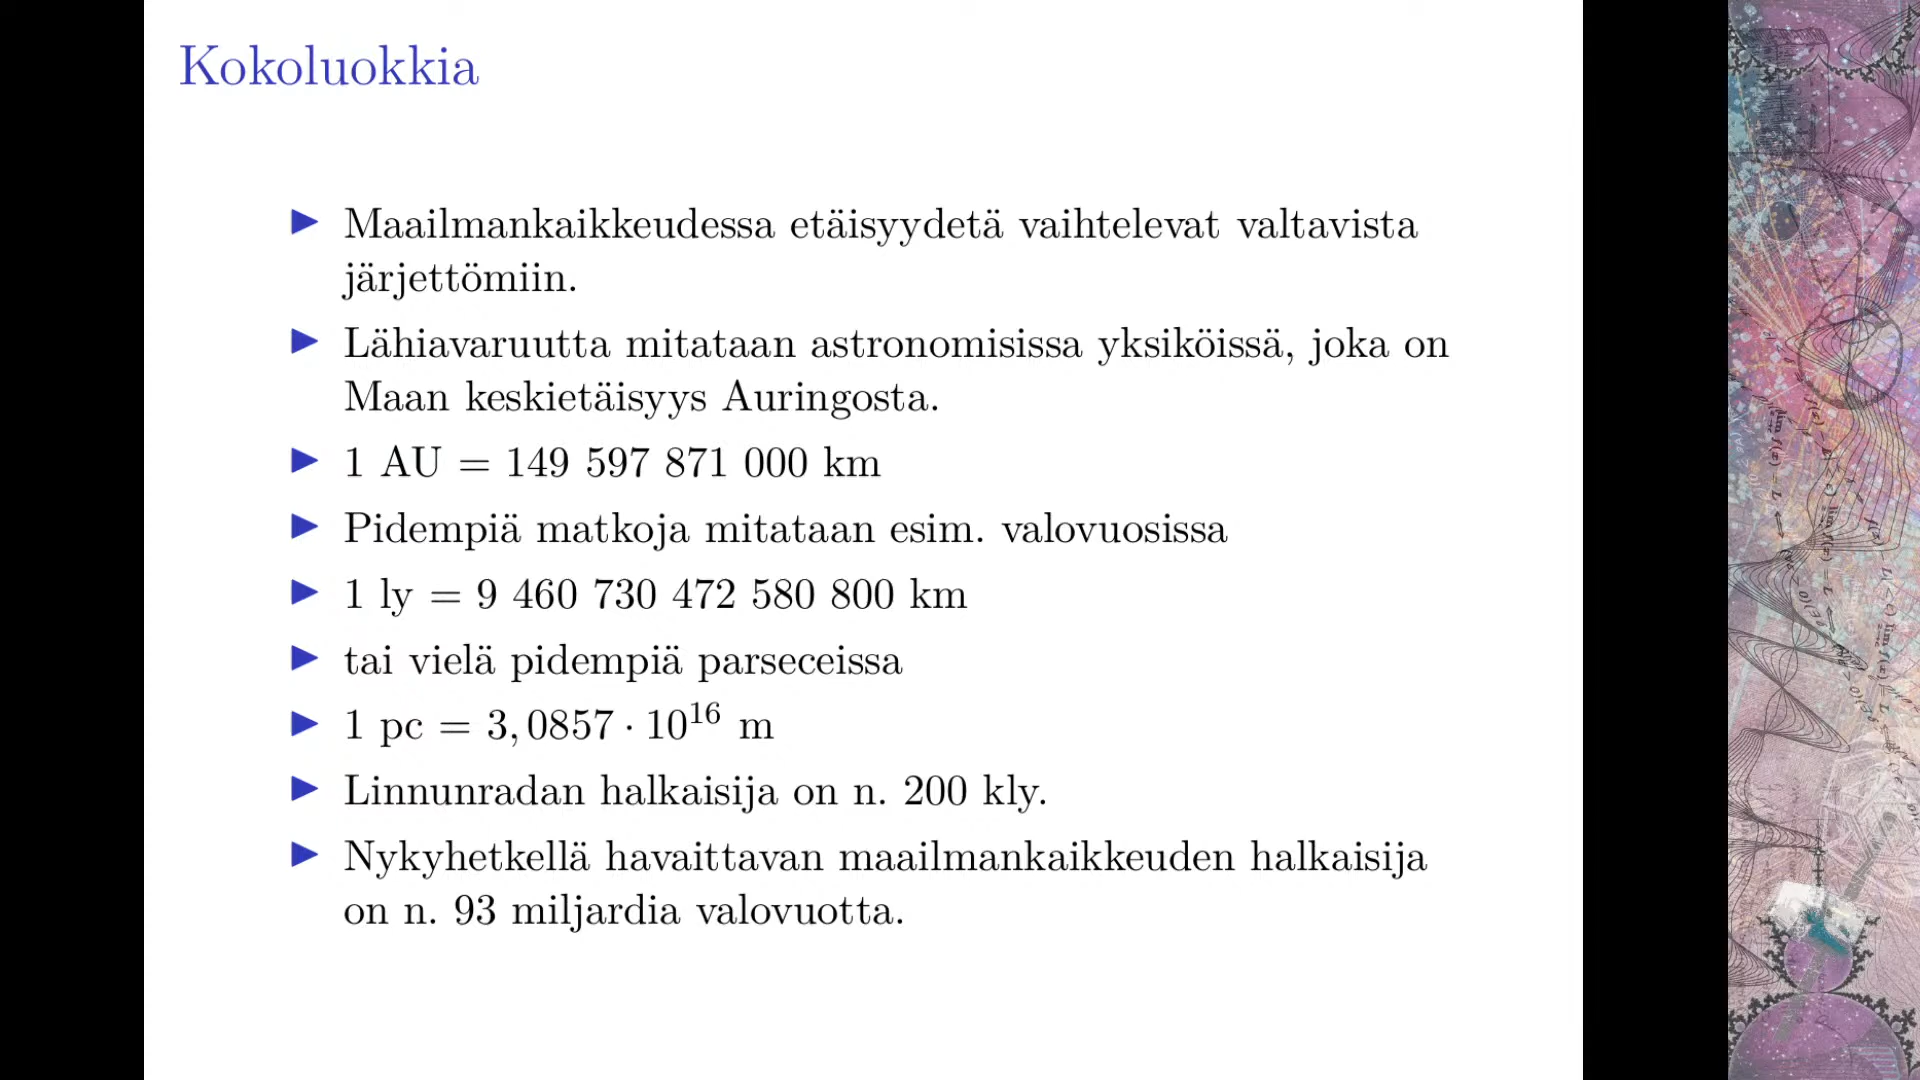 Kokoluokkia
Maailmankaikkeudessa etäisyydetä vaihtelevat valtavista
järjettömiin.
Lähiavaruutta mitataan astronomisissa yksiköissä, joka on
Maan keskietäisyys Auringosta.
1 AU = 149 597 871 000 km
Pidempiä matkoja mitataan esim. valovuosissa
1 ly = 9 460 730 472 580 800 km
tai vielä pidempiä parseceissa
1 pc = 3,0857 · 10¹⁶ m
Linnunradan halkaisija on n. 200 kly.
Nykyhetkellä havaittavan maailmankaikkeuden halkaisija
on n. 93 miljardia valovuotta.